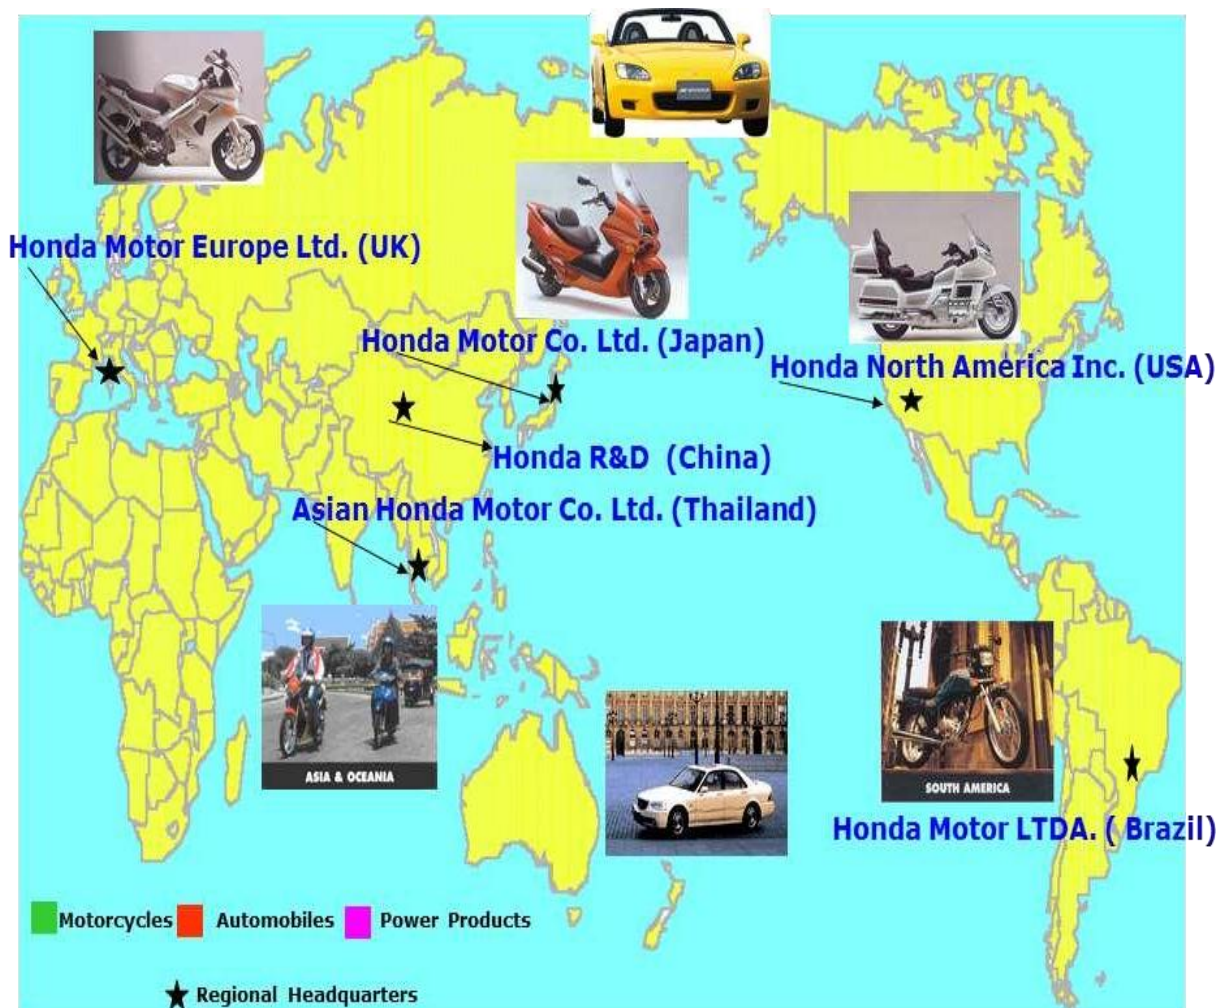 Honda Motor Europe Ltd. (UK)
Honda Motor Co. Ltd. (Japan)
Honda North America Inc. (USA)
Honda R&D (China)
Asian Honda Motor Co. Ltd. (Thailand)
ASIA & OCEANIA
SOUTH AMERICA
Honda Motor LTDA. ( Brazil)
Motorcycles Automobiles Power Products
Regional Headquarters